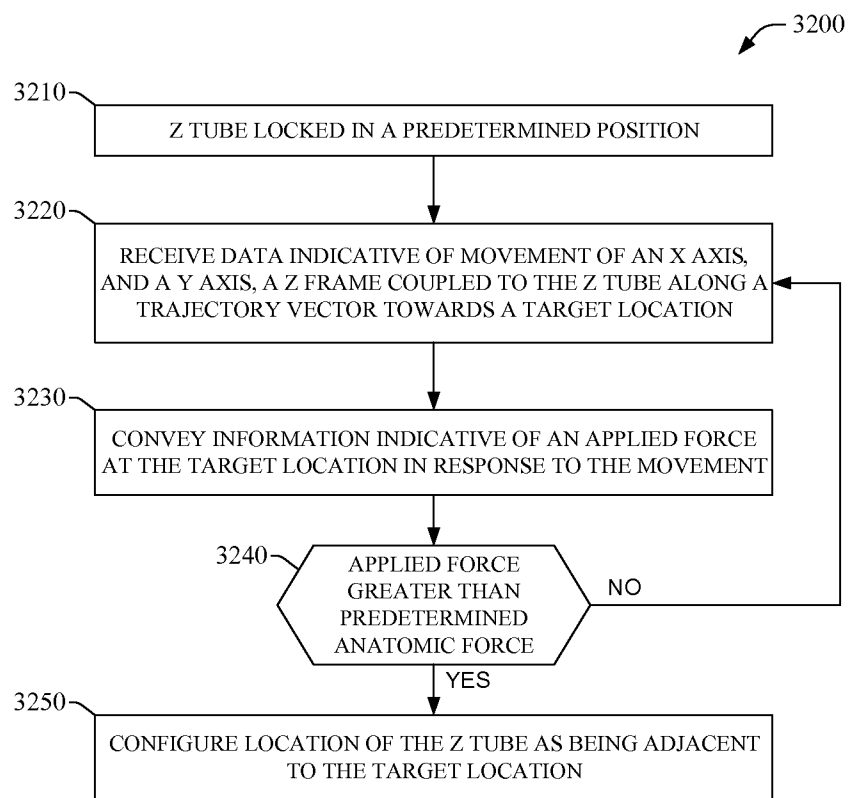 3200
3210
Z TUBE LOCKED IN A PREDETERMINED POSITION
3220
RECEIVE DATA INDICATIVE OF MOVEMENT OF AN X AXIS,
AND A Y AXIS, A Z FRAME COUPLED TO THE Z TUBE ALONG A
TRAJECTORY VECTOR TOWARDS A TARGET LOCATION
3230
CONVEY INFORMATION INDICATIVE OF AN APPLIED FORCE
AT THE TARGET LOCATION IN RESPONSE TO THE MOVEMENT
3240
APPLIED FORCE
GREATER THAN
PREDETERMINED
ANATOMIC FORCE
NO
YES
3250
CONFIGURE LOCATION OF THE Z TUBE AS BEING ADJACENT
TO THE TARGET LOCATION